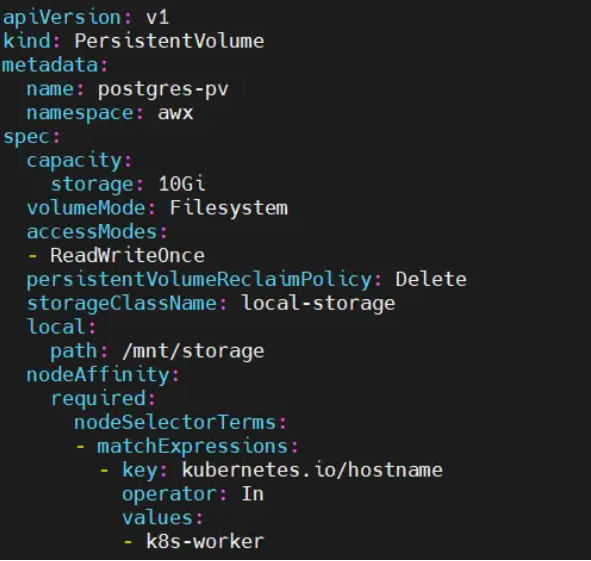 apiVersion: v1
kind: PersistentVolume
metadata:
  name: postgres-pv
  namespace: awx
spec:
  capacity:
    storage: 10Gi
  volumeMode: Filesystem
  accessModes:
  - ReadWriteOnce
  persistentVolumeReclaimPolicy: Delete
  storageClassName: local-storage
  local:
    path: /mnt/storage
  nodeAffinity:
    required:
      nodeSelectorTerms:
      - matchExpressions:
        - key: kubernetes.io/hostname
          operator: In
          values:
          - k8s-worker